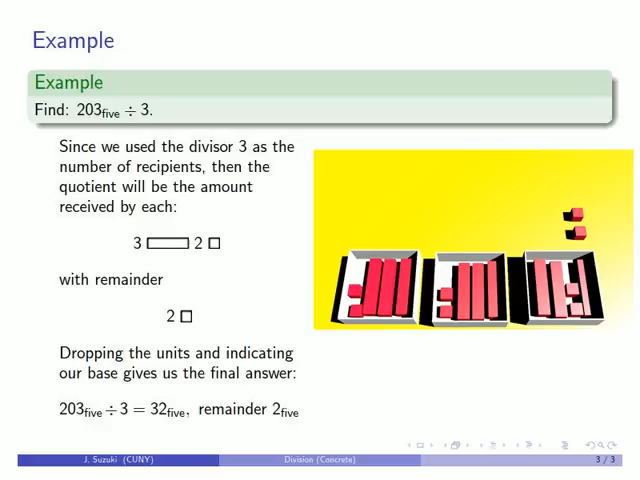 Example
Example
Find: 203five ÷ 3.
Since we used the divisor 3 as the
number of recipients, then the
quotient will be the amount
received by each:
3 2
with remainder
2
Dropping the units and indicating
our base gives us the final answer:
203five ÷ 3 = 32five, remainder 2five
J. Suzuki (CUNY) Division (Concrete) 3 / 3